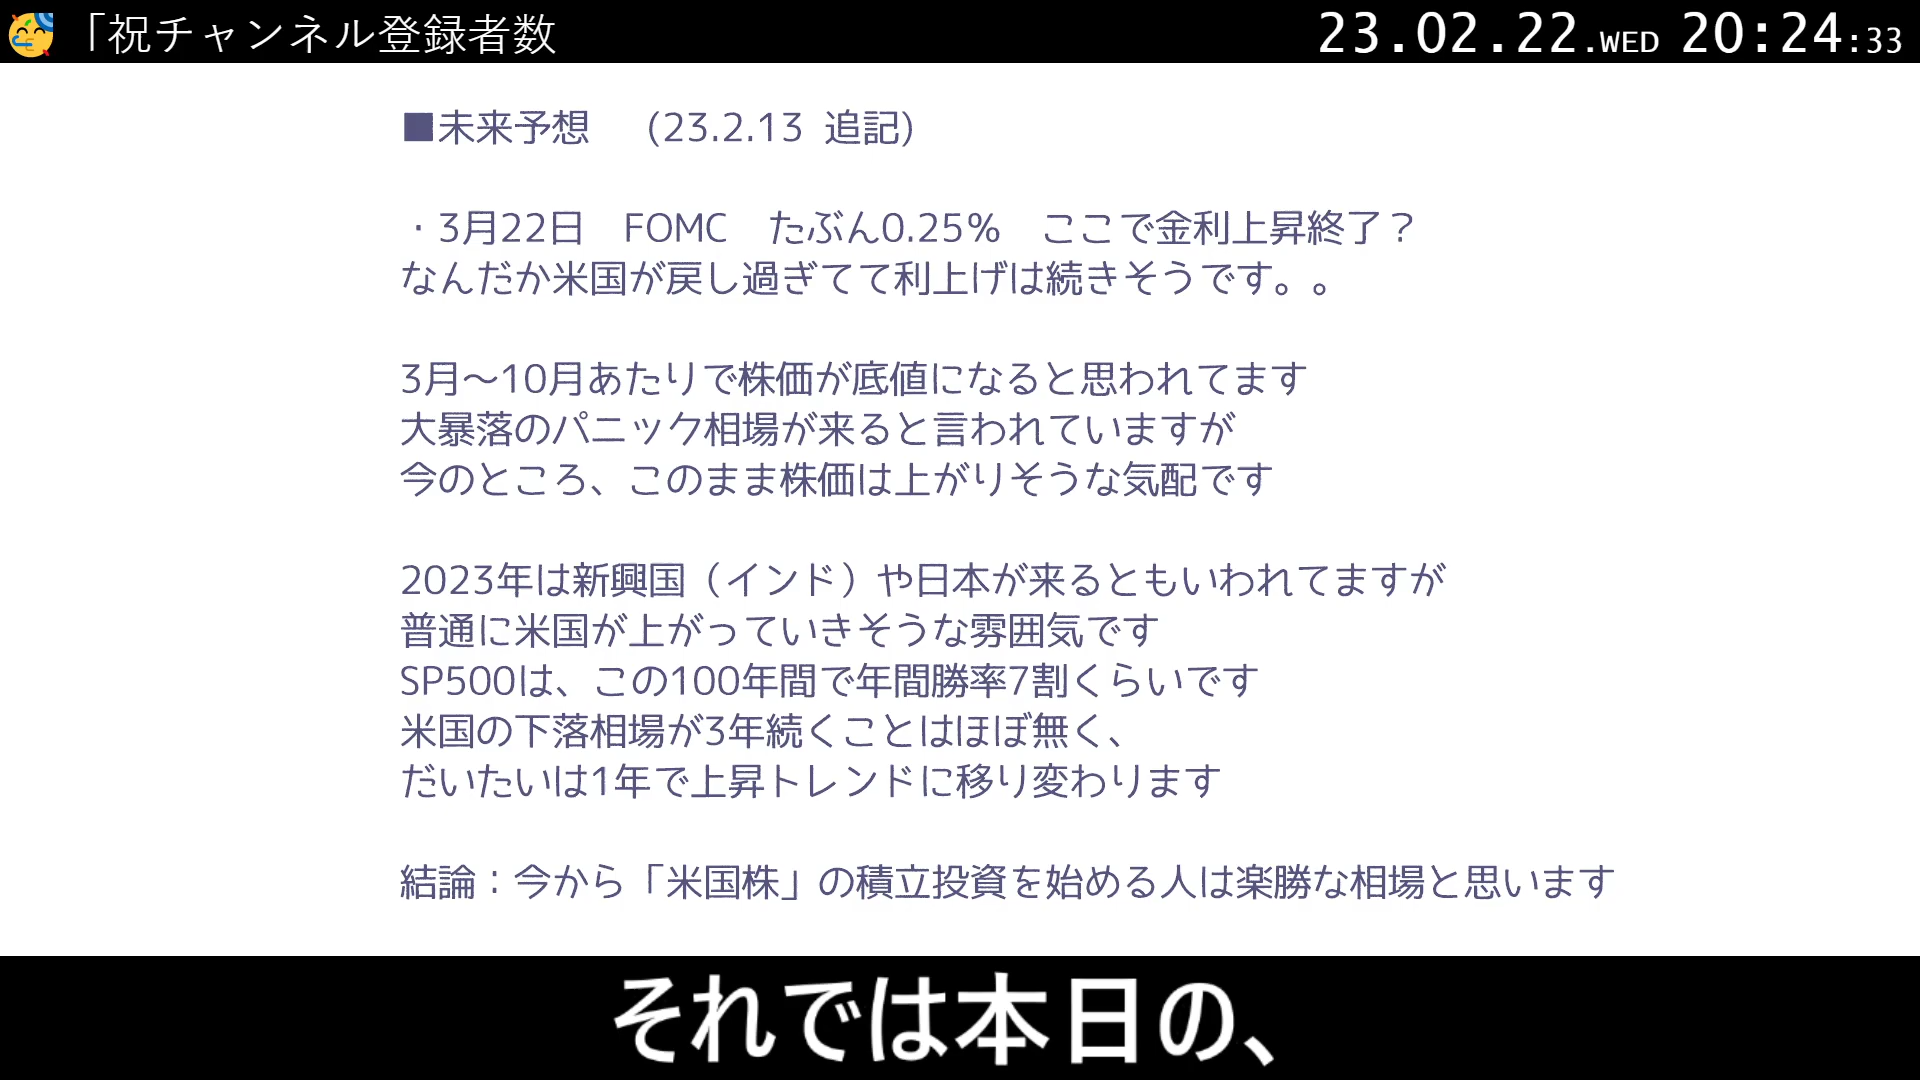 「祝チャンネル登録者数
23.02.22.WED 20:24:33
■未来予想　(23.2.13 追記)
・3月22日　FOMC　たぶん0.25%　ここで金利上昇終了？
なんだか米国が戻し過ぎてて利上げは続きそうです。。
3月〜10月あたりで株価が底値になると思われてます
大暴落のパニック相場が来ると言われていますが
今のところ、このまま株価は上がりそうな気配です
2023年は新興国（インド）や日本が来るともいわれてますが
普通に米国が上がっていきそうな雰囲気です
SP500は、この100年間で年間勝率7割くらいです
米国の下落相場が3年続くことはほぼ無く、
だいたいは1年で上昇トレンドに移り変わります
結論：今から「米国株」の積立投資を始める人は楽勝な相場と思います
それでは本日の、